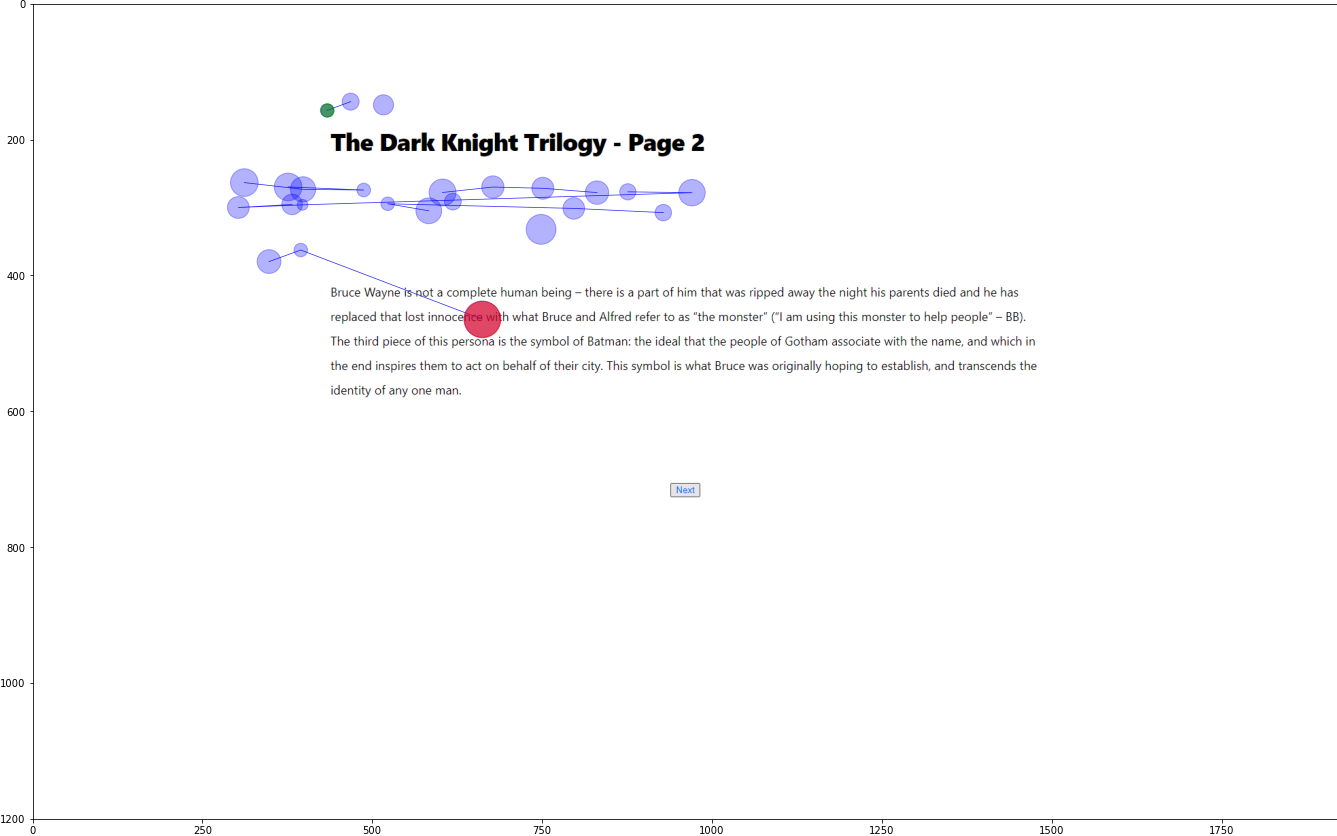 0
200
The Dark Knight Trilogy - Page 2
400
Bruce Wayne is not a complete human being – there is a part of him that was ripped away the night his parents died and he has
replaced that lost innocence with what Bruce and Alfred refer to as “the monster” (“I am using this monster to help people” – BB).
The third piece of this persona is the symbol of Batman: the ideal that the people of Gotham associate with the name, and which in
the end inspires them to act on behalf of their city. This symbol is what Bruce was originally hoping to establish, and transcends the
identity of any one man.
600
Next
800
1000
1200
0 250 500 750 1000 1250 1500 1750